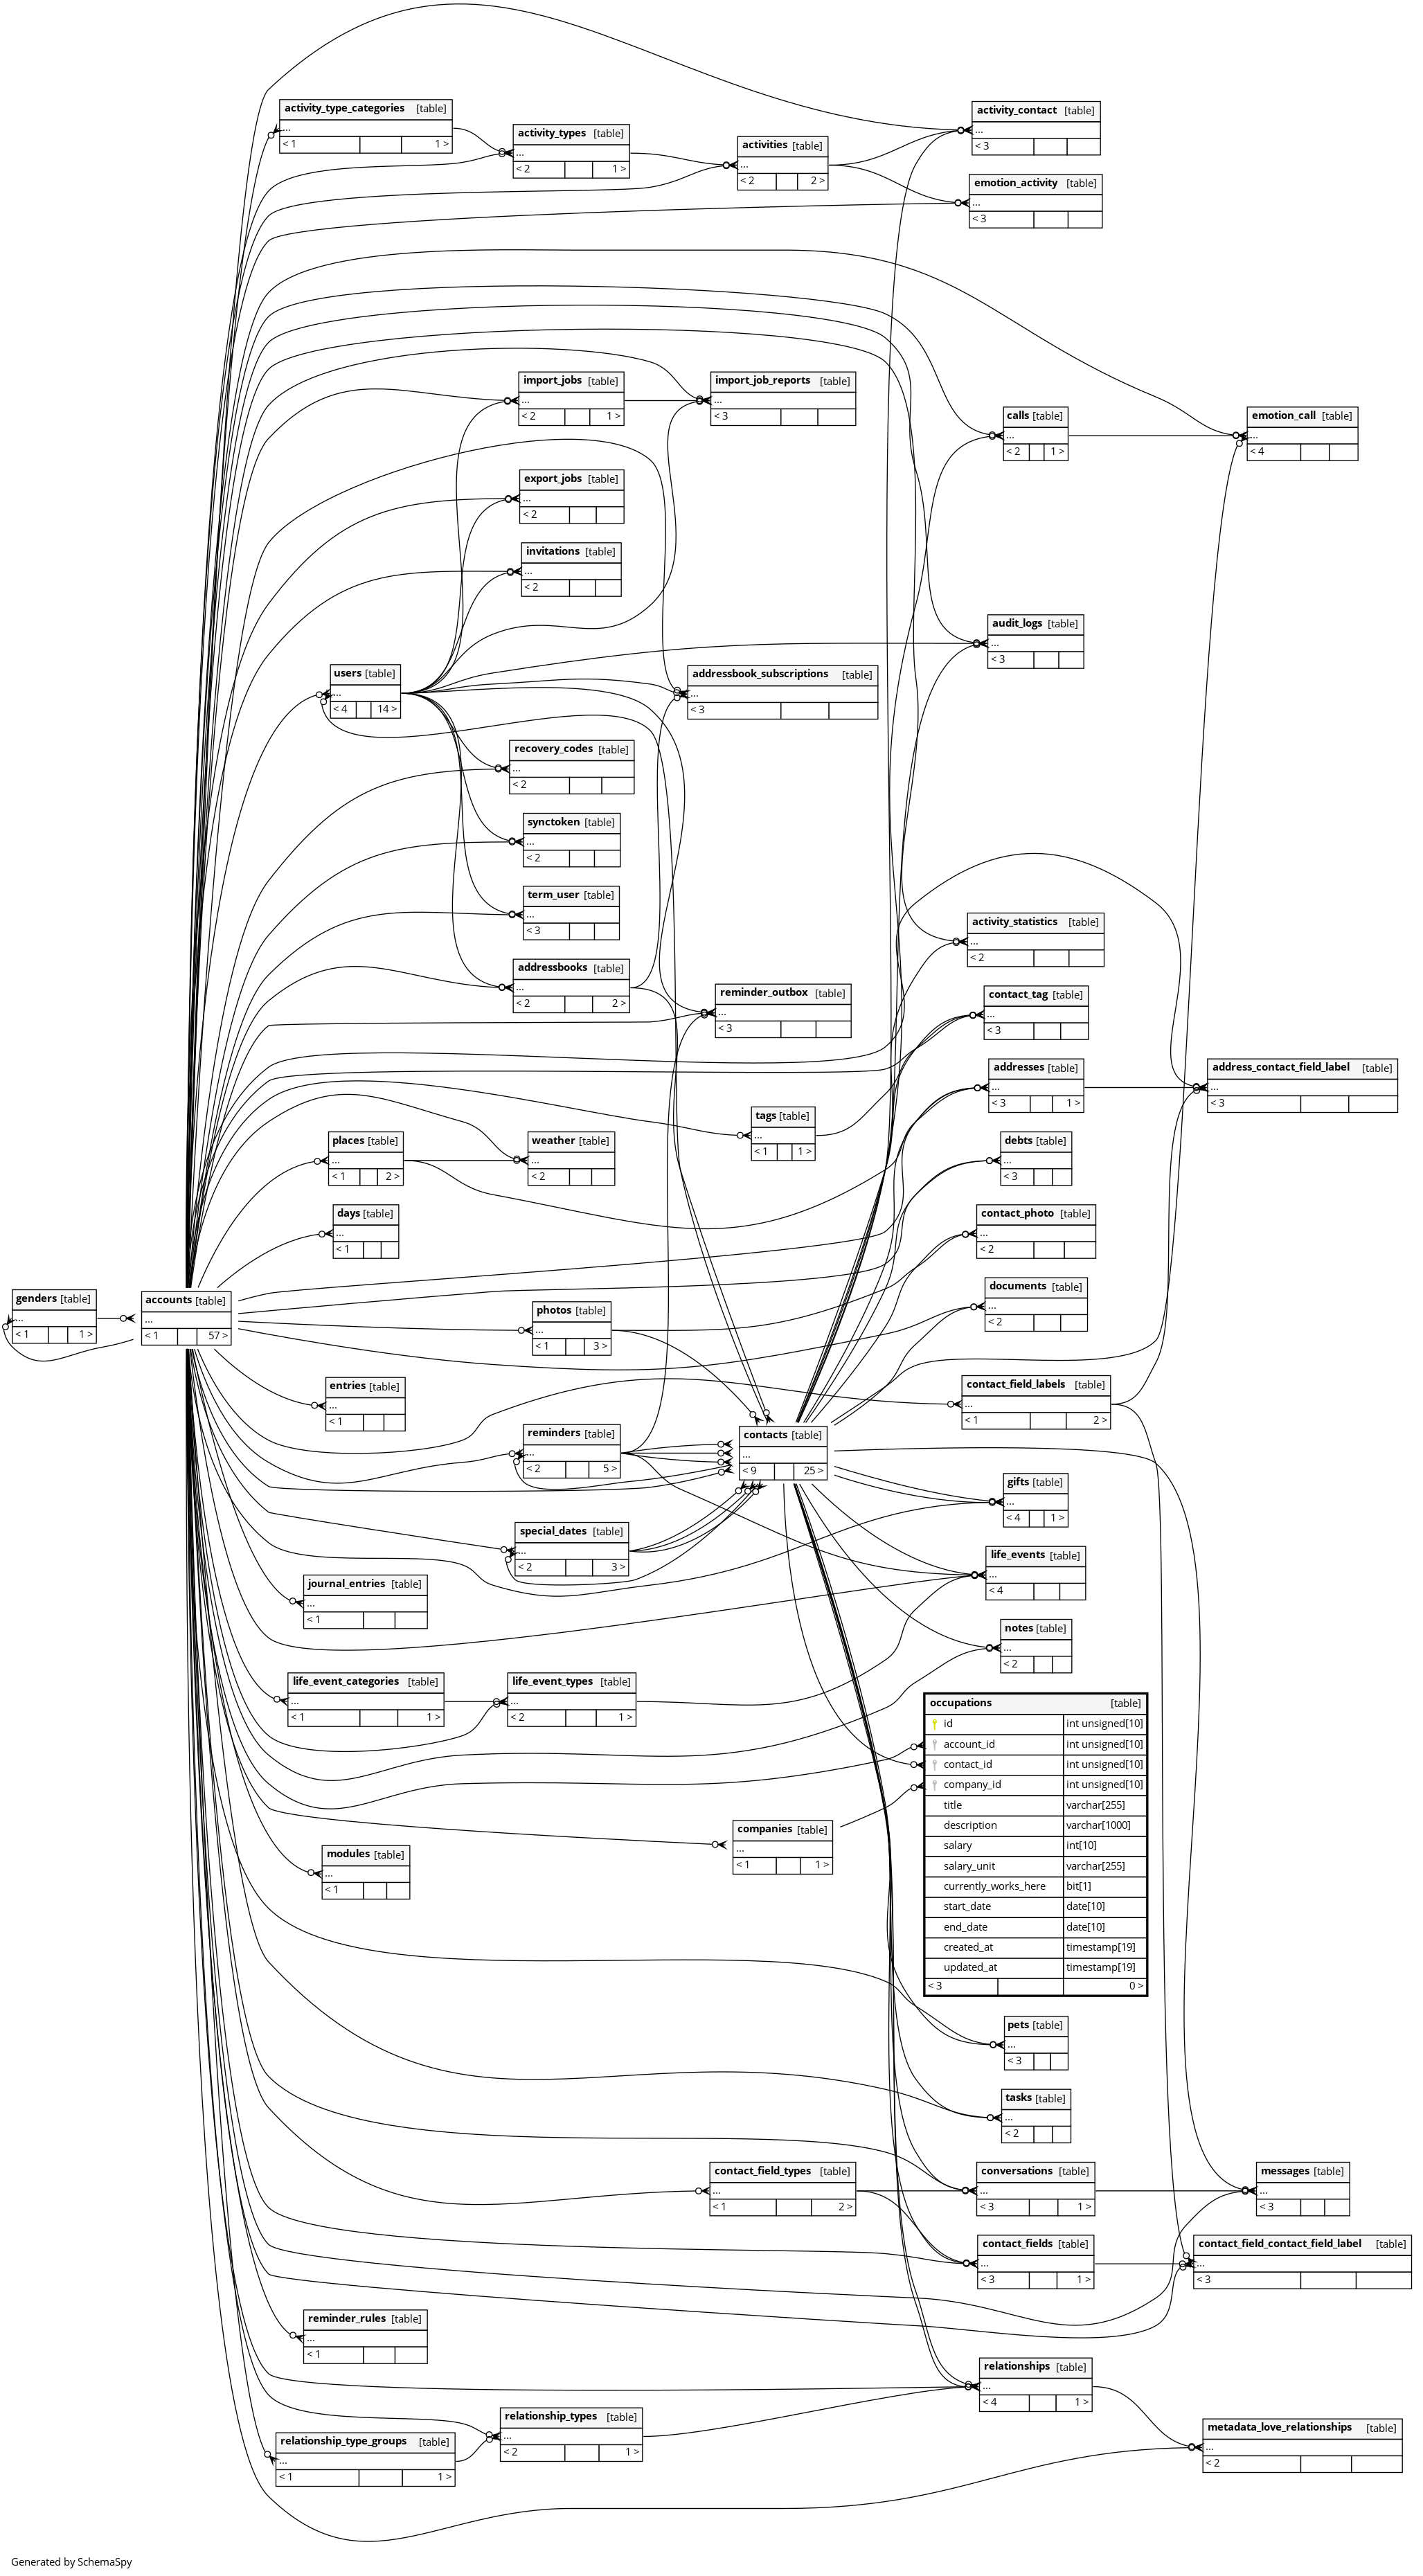 activity_type_categories [table]
...
< 1 1 >
activity_contact [table]
...
< 3
activity_types [table]
...
< 2 1 >
activities [table]
...
< 2 2 >
emotion_activity [table]
...
< 3
import_jobs [table]
...
< 2 1 >
import_job_reports [table]
...
< 3
calls [table]
...
< 2 1 >
emotion_call [table]
...
< 4
export_jobs [table]
...
< 2
invitations [table]
...
< 2
audit_logs [table]
...
< 3
users [table]
...
< 4 14 >
addressbook_subscriptions [table]
...
< 3
recovery_codes [table]
...
< 2
synctoken [table]
...
< 2
term_user [table]
...
< 3
activity_statistics [table]
...
< 2
addressbooks [table]
...
< 2 2 >
reminder_outbox [table]
...
< 3
contact_tag [table]
...
< 3
addresses [table]
...
< 3 1 >
address_contact_field_label [table]
...
< 3
tags [table]
...
< 1 1 >
places [table]
...
< 1 2 >
weather [table]
...
< 2
debts [table]
...
< 3
days [table]
...
< 1
contact_photo [table]
...
< 2
documents [table]
...
< 2
genders [table]
...
< 1 1 >
accounts [table]
...
< 1 57 >
photos [table]
...
< 1 3 >
entries [table]
...
< 1
contact_field_labels [table]
...
< 1 2 >
reminders [table]
...
< 2 5 >
contacts [table]
...
< 9 25 >
gifts [table]
...
< 4 1 >
special_dates [table]
...
< 2 3 >
life_events [table]
...
< 4
journal_entries [table]
...
< 1
notes [table]
...
< 2
life_event_categories [table]
...
< 1 1 >
life_event_types [table]
...
< 2 1 >
occupations [table]
id int unsigned[10]
account_id int unsigned[10]
contact_id int unsigned[10]
company_id int unsigned[10]
title varchar[255]
description varchar[1000]
salary int[10]
salary_unit varchar[255]
currently_works_here bit[1]
start_date date[10]
end_date date[10]
created_at timestamp[19]
updated_at timestamp[19]
< 3 0 >
companies [table]
...
< 1 1 >
modules [table]
...
< 1
pets [table]
...
< 3
tasks [table]
...
< 2
contact_field_types [table]
...
< 1 2 >
conversations [table]
...
< 3 1 >
messages [table]
...
< 3
contact_fields [table]
...
< 3 1 >
contact_field_contact_field_label [table]
...
< 3
reminder_rules [table]
...
< 1
relationships [table]
...
< 4 1 >
relationship_types [table]
...
< 2 1 >
relationship_type_groups [table]
...
< 1 1 >
metadata_love_relationships [table]
...
< 2
Generated by SchemaSpy